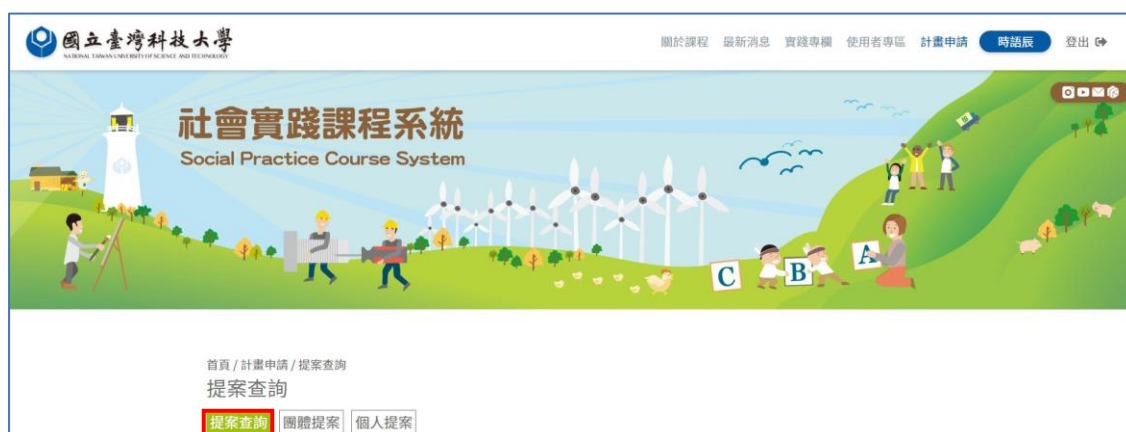 國立臺灣科技大學
NATIONAL TAIWAN UNIVERSITY OF SCIENCE AND TECHNOLOGY
關於課程 最新消息 實踐專欄 使用者專區 計畫申請 時語辰 登出
社會實踐課程系統
Social Practice Course System
C B A
首頁 / 計畫申請 / 提案查詢
提案查詢
提案查詢 團體提案 個人提案